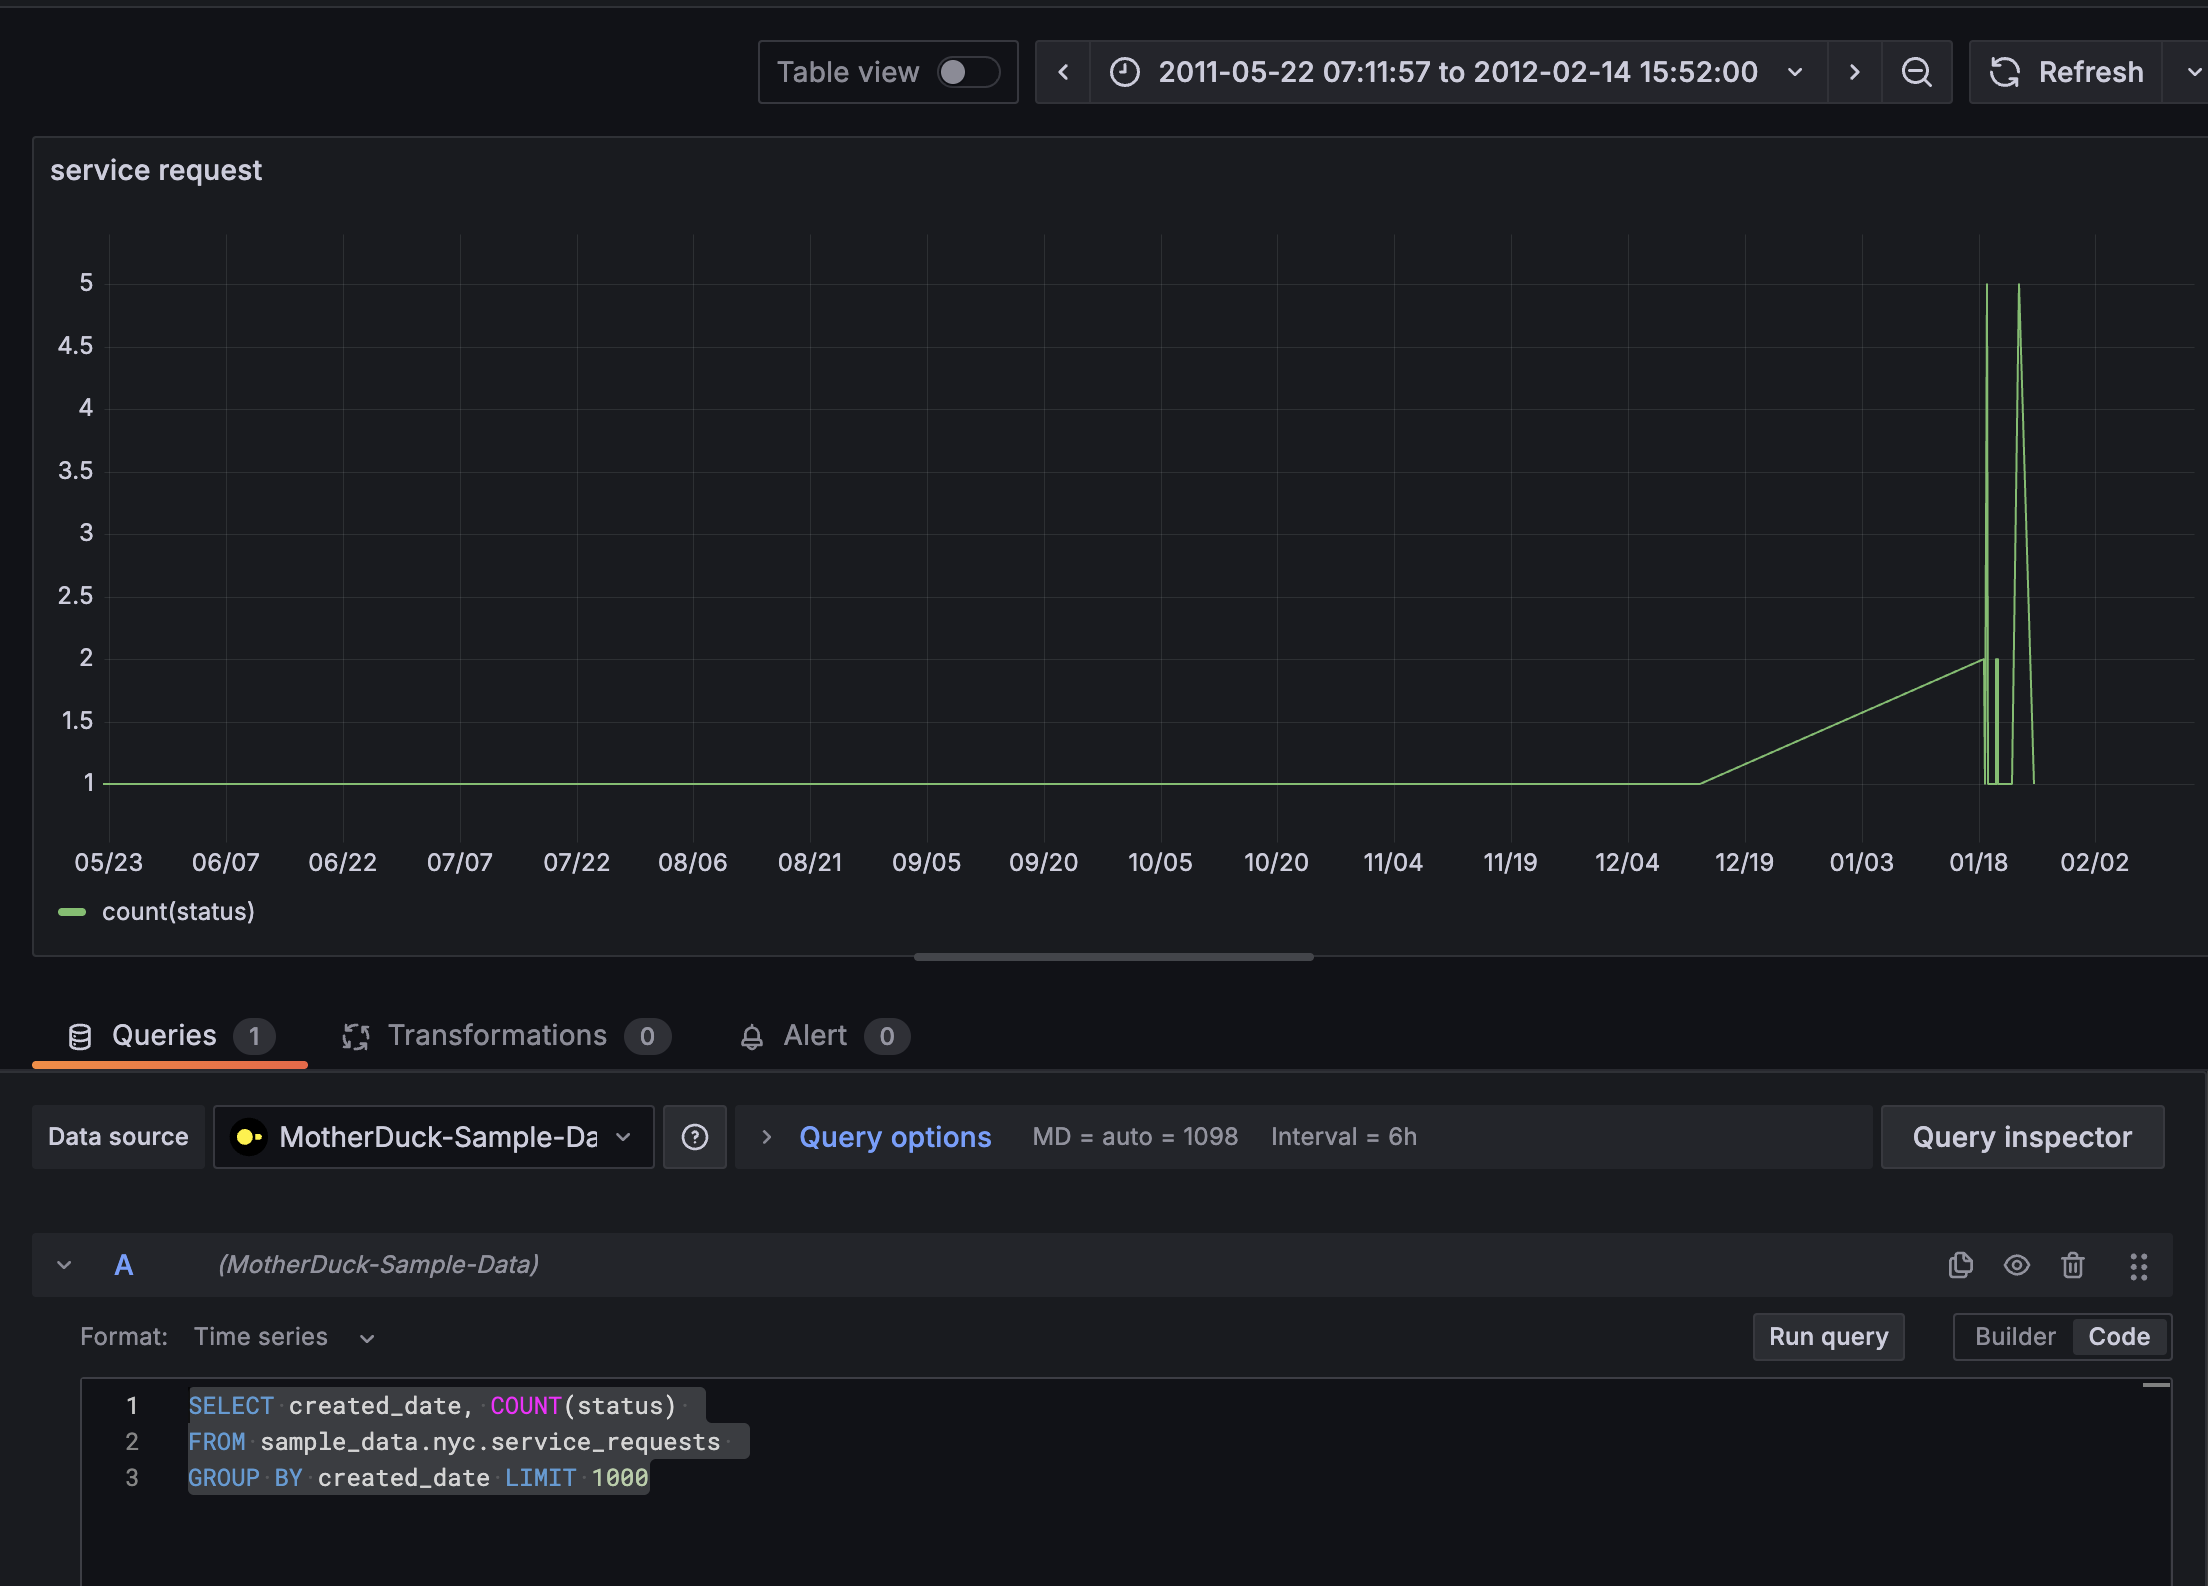 Table view
2011-05-22 07:11:57 to 2012-02-14 15:52:00
Refresh
service request
5
4.5
4
3.5
3
2.5
2
1.5
1
05/23 06/07 06/22 07/07 07/22 08/06 08/21 09/05 09/20 10/05 10/20 11/04 11/19 12/04 12/19 01/03 01/18 02/02
count(status)
Queries 1 Transformations 0 Alert 0
Data source MotherDuck-Sample-Da Query options MD = auto = 1098 Interval = 6h Query inspector
A (MotherDuck-Sample-Data)
Format: Time series Run query Builder Code
1 SELECT created_date, COUNT(status)
2 FROM sample_data.nyc.service_requests
3 GROUP BY created_date LIMIT 1000